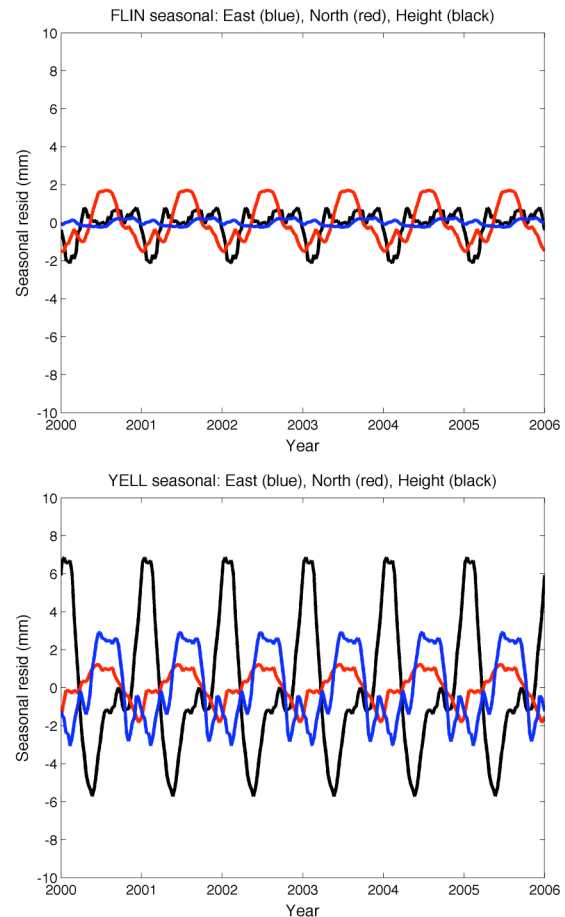 FLIN seasonal: East (blue), North (red), Height (black)
10
8
6
4
2
0
-2
-4
-6
-8
-10
Seasonal resid (mm)
2000 2001 2002 2003 2004 2005 2006
Year
YELL seasonal: East (blue), North (red), Height (black)
10
8
6
4
2
0
-2
-4
-6
-8
-10
Seasonal resid (mm)
2000 2001 2002 2003 2004 2005 2006
Year